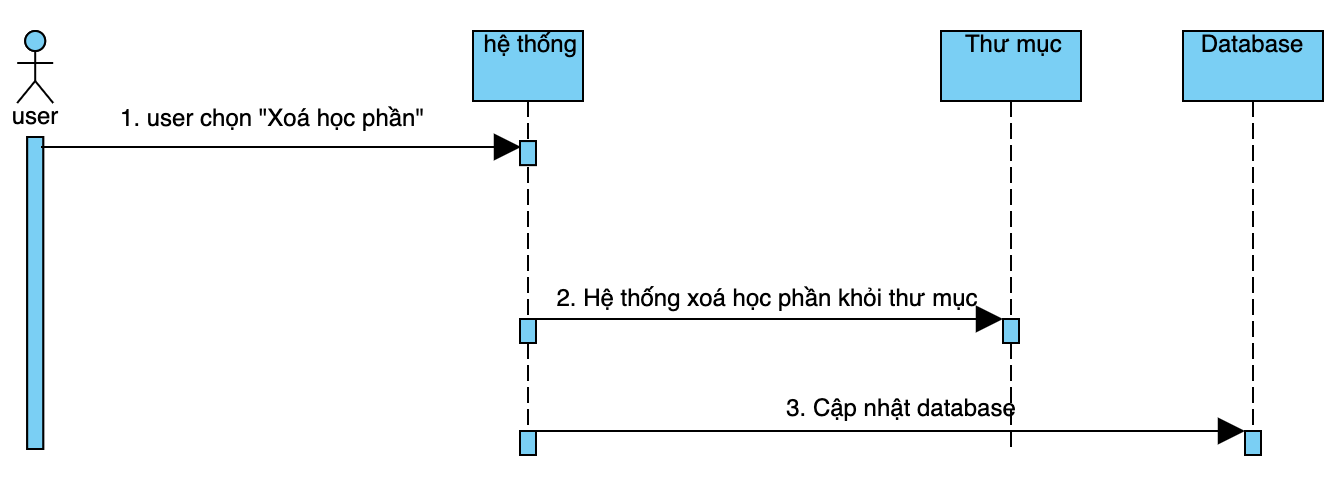 hệ thống
Thư mục
Database
user
1. user chọn "Xoá học phần"
2. Hệ thống xoá học phần khỏi thư mục
3. Cập nhật database